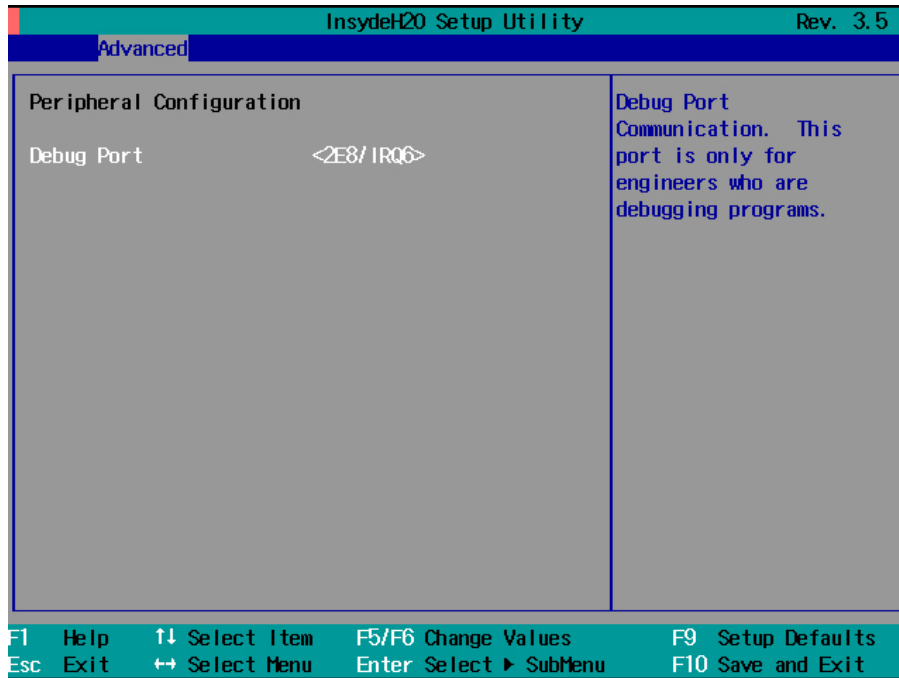 InsydeH2O Setup Utility Rev. 3.5
Advanced
Peripheral Configuration
Debug Port <2E8/IRQ6>
Debug Port
Communication. This
port is only for
engineers who are
debugging programs.
F1 Help ↑↓ Select Item F5/F6 Change Values F9 Setup Defaults
Esc Exit ↔ Select Menu Enter Select ▶ SubMenu F10 Save and Exit